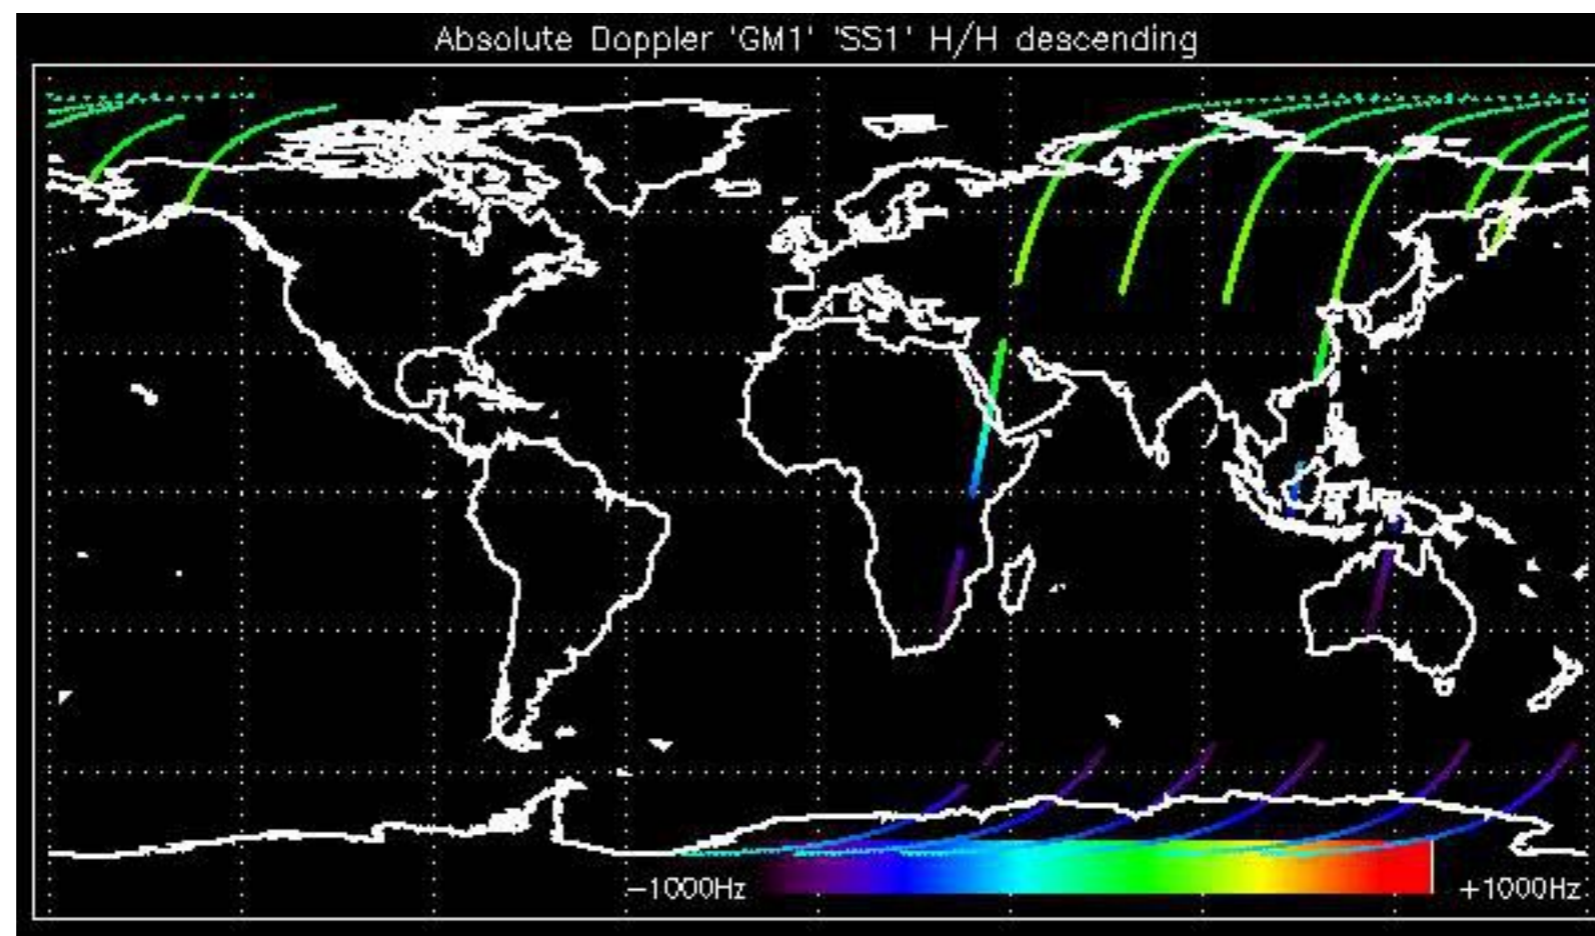 Absolute Doppler 'GM1' 'SS1' H/H descending
-1000Hz +1000Hz